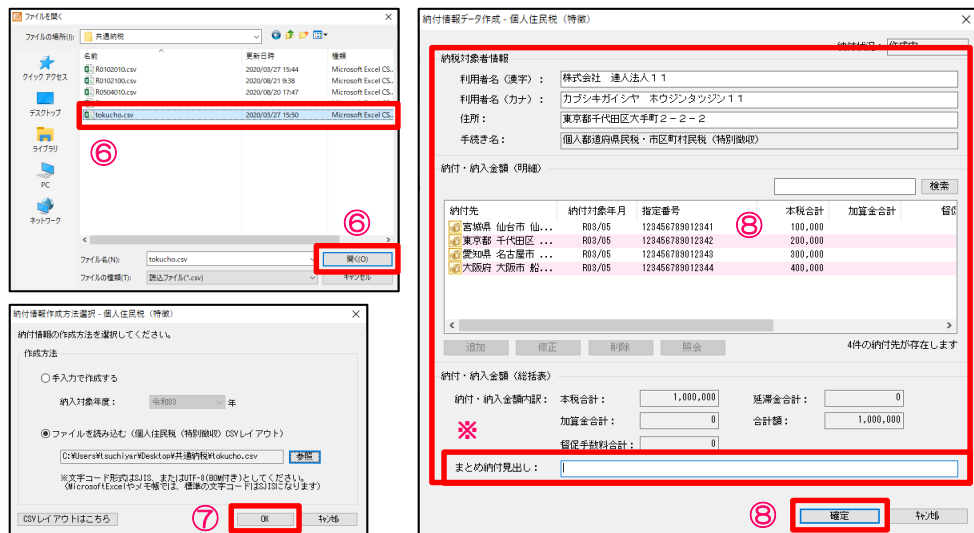 ファイルを開く
ファイルの場所(I):
共通納税
名前
更新日時
種類
クイック アクセス
デスクトップ
ライブラリ
PC
ネットワーク
R0102010.csv
2020/03/27 15:44
Microsoft Excel CS...
R0102100.csv
2020/08/21 9:38
Microsoft Excel CS...
R0504010.csv
2020/08/20 17:47
Microsoft Excel CS...
tokucho.csv
2020/03/27 15:50
Microsoft Excel CS...
⑥
⑥
ファイル名(N):
tokucho.csv
開く(O)
ファイルの種類(T):
読込ファイル(*.csv)
キャンセル
納付情報作成方法選択 - 個人住民税(特徴)
納付情報の作成方法を選択してください。
作成方法
手入力で作成する
納入対象年度:
令和03
年
ファイルを読み込む(個人住民税(特別徴収)CSVレイアウト)
C:¥Users¥tsuchiyar¥Desktop¥共通納税¥tokucho.csv
参照
※文字コード形式はSJIS、またはUTF-8(BOM付き)としてください。
(MicrosoftExcelやメモ帳では、標準の文字コードはSJISになります)
CSVレイアウトはこちら
⑦
OK
キャンセル
納付情報データ作成 - 個人住民税(特徴)
納税対象者情報
利用者名(漢字):
株式会社 達人法人11
利用者名(カナ):
カブシキガイシヤ ホウジンタツジン11
住所:
東京都千代田区大手町2-2-2
手続き名:
個人都道府県民税・市区町村民税(特別徴収)
納付・納入金額(明細)
検索
納付先
納付対象年月
指定番号
本税合計
加算金合計
宮城県 仙台市 仙...
R03/05
123456789012341
100,000
東京都 千代田区 ...
R03/05
123456789012342
200,000
愛知県 名古屋市 ...
R03/05
123456789012343
300,000
大阪府 大阪市 船...
R03/05
123456789012344
400,000
⑧
追加
修正
削除
照会
4件の納付先が存在します
納付・納入金額(総括表)
納付・納入金額内訳:
本税合計:
1,000,000
延滞金合計:
0
加算金合計:
0
合計額:
1,000,000
督促手数料合計:
0
※
まとめ納付見出し:
⑧
確定
キャンセル